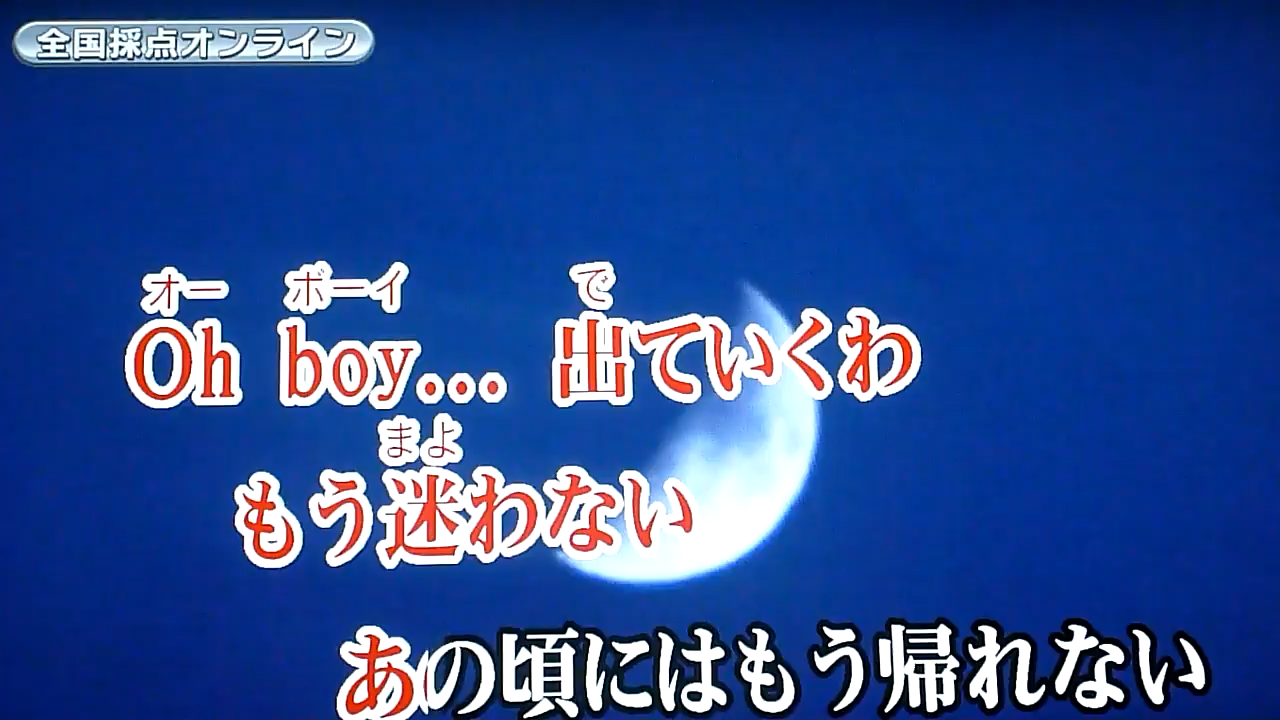 全国採点オンライン
オー ボーイ で
Oh boy... 出ていくわ
まよ
もう迷わない
あの頃にはもう帰れない